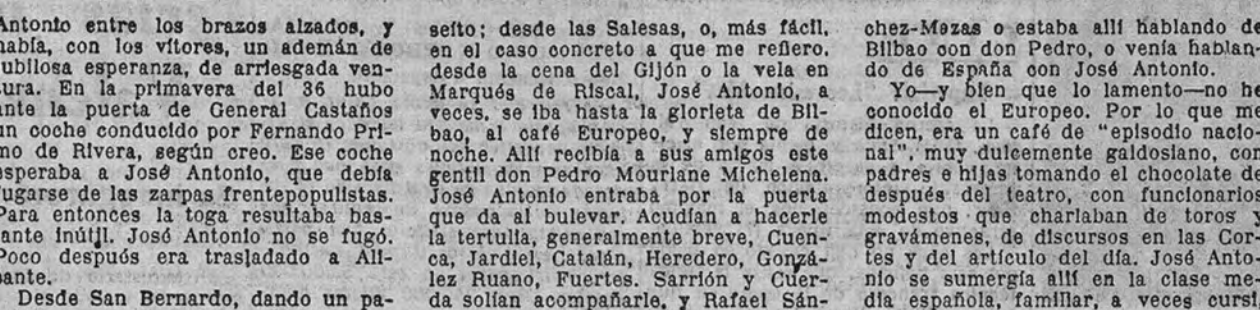 Antonio entre los brazos alzados, y
había, con los vítores, un ademán de
ubilosa esperanza, de arriesgada ven-
tura. En la primavera del 36 hubo
ante la puerta de General Castaños
un coche conducido por Fernando Pri-
mo de Rivera, según creo. Ese coche
esperaba a José Antonio, que debía
fugarse de las zarpas frentepopulistas.
Para entonces la toga resultaba bas-
tante inútil. José Antonio no se fugó.
Poco después era trasladado a Ali-
cante.
Desde San Bernardo, dando un pa-
seíto; desde las Salesas, o, más fácil,
en el caso concreto a que me refiero,
desde la cena del Gijón o la vela en
Marqués de Riscal, José Antonio, a
veces, se iba hasta la glorieta de Bil-
bao, al café Europeo, y siempre de
noche. Allí recibía a sus amigos este
gentil don Pedro Mourlane Michelena.
José Antonio entraba por la puerta
que da al bulevar. Acudían a hacerle
la tertulia, generalmente breve, Cuen-
ca, Jardiel, Catalán, Heredero, Gonzá-
lez Ruano, Fuertes. Sarrión y Cuer-
da solían acompañarle, y Rafael Sán-
chez-Mazas o estaba allí hablando de
Bilbao con don Pedro, o venía hablan-
do de España con José Antonio.
Yo—y bien que lo lamento—no he
conocido el Europeo. Por lo que me
dicen, era un café de "episodio nacio-
nal", muy dulcemente galdosiano, con
padres e hijas tomando el chocolate de
después del teatro, con funcionarios
modestos que charlaban de toros y
gravámenes, de discursos en las Cor-
tes y del artículo del día. José Anto-
nio se sumergía allí en la clase me-
dia española, familiar, a veces cursi,